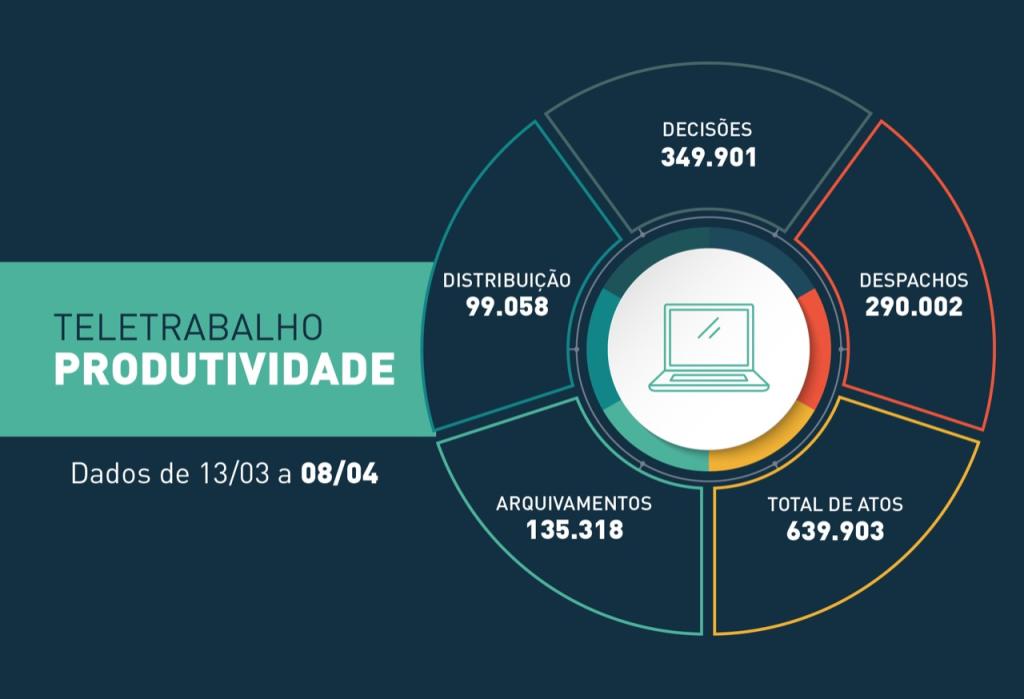 TELETRABALHO
PRODUTIVIDADE
Dados de 13/03 a 08/04
DECISÕES
349.901
DESPACHOS
290.002
TOTAL DE ATOS
639.903
ARQUIVAMENTOS
135.318
DISTRIBUIÇÃO
99.058